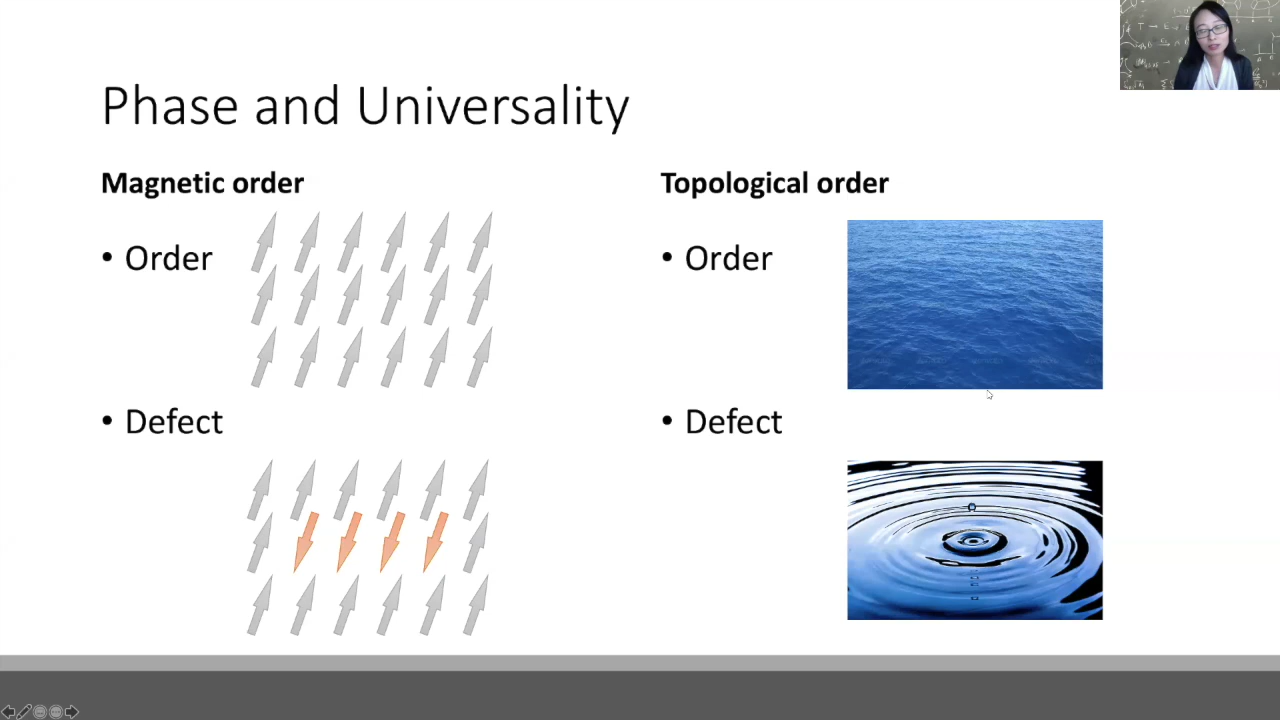 Phase and Universality
Magnetic order
• Order
• Defect
Topological order
• Order
• Defect